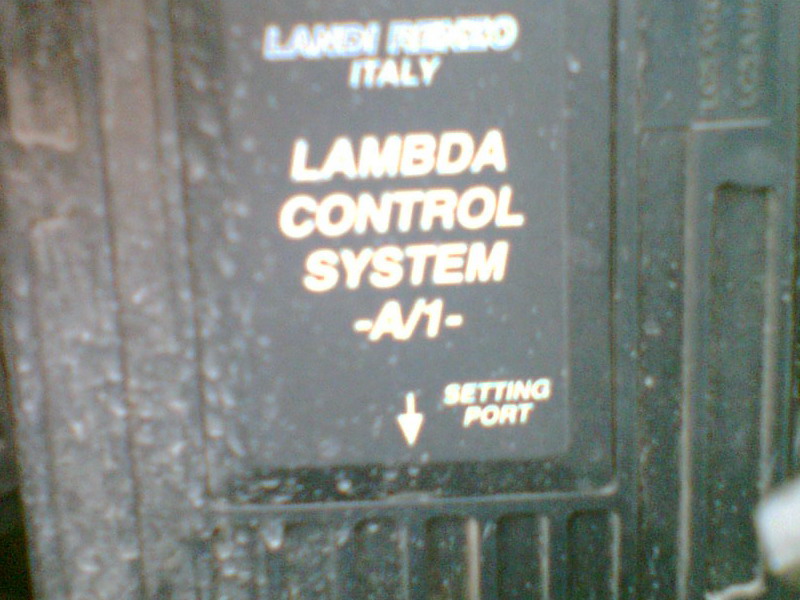 LANDI RENZO
ITALY
LAMBDA
CONTROL
SYSTEM
-A/1-
SETTING
PORT